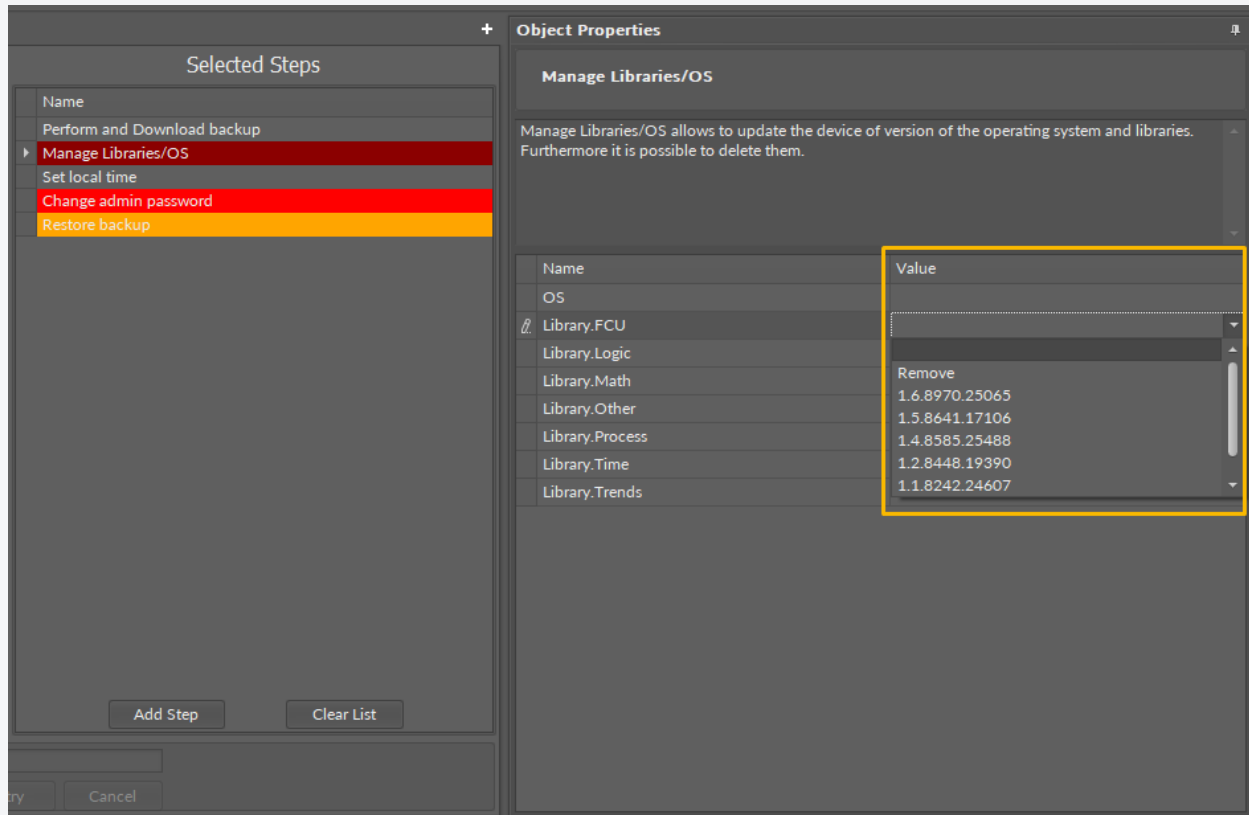 Selected Steps
Name
Perform and Download backup
Manage Libraries/OS
Set local time
Change admin password
Restore backup
Add Step
Clear List
Cancel
Object Properties
Manage Libraries/OS
Manage Libraries/OS allows to update the device of version of the operating system and libraries.
Furthermore it is possible to delete them.
Name Value
OS
Library.FCU
Library.Logic
Library.Math
Library.Other
Library.Process
Library.Time
Library.Trends
Remove
1.6.8970.25065
1.5.8641.17106
1.4.8585.25488
1.2.8448.19390
1.1.8242.24607